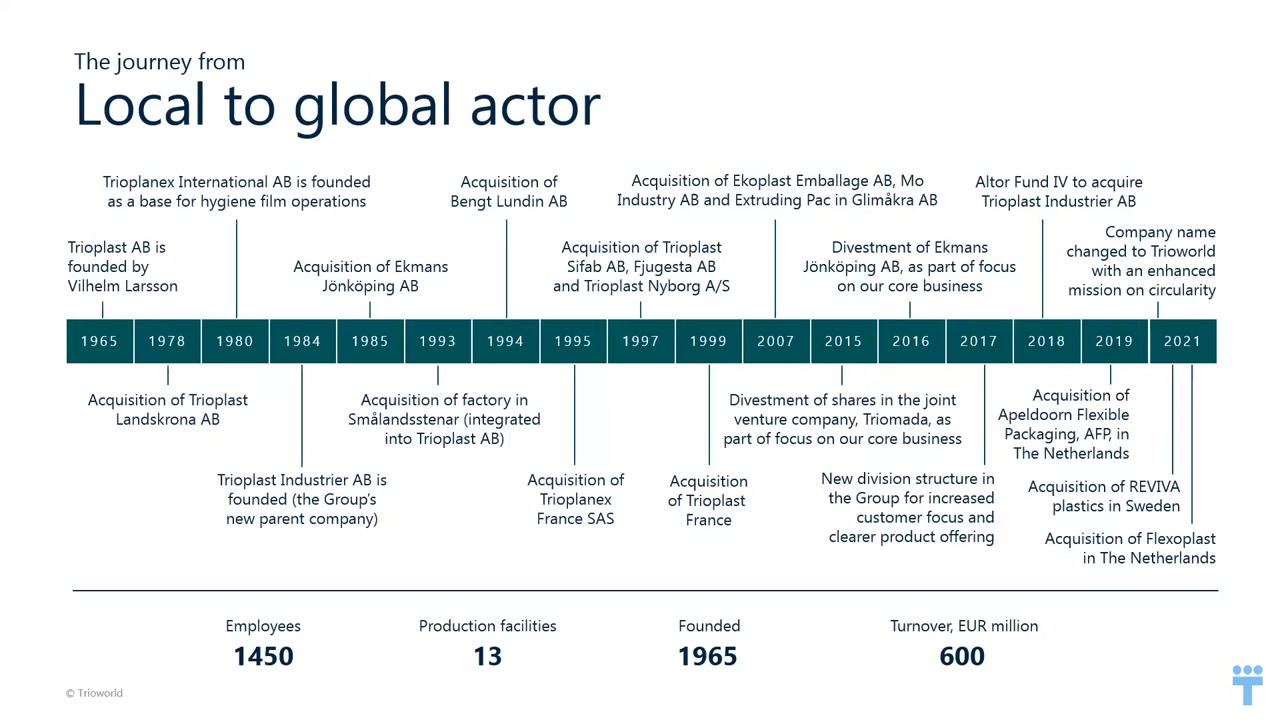 The journey from
Local to global actor
Trioplanex International AB is founded
as a base for hygiene film operations
Acquisition of
Bengt Lundin AB
Acquisition of Ekoplast Emballage AB, Mo
Industry AB and Extruding Pac in Glimåkra AB
Altor Fund IV to acquire
Trioplast Industrier AB
Trioplast AB is
founded by
Vilhelm Larsson
Acquisition of Ekmans
Jönköping AB
Acquisition of Trioplast
Sifab AB, Fjugesta AB
and Trioplast Nyborg A/S
Divestment of Ekmans
Jönköping AB, as part of focus
on our core business
Company name
changed to Trioworld
with an enhanced
mission on circularity
1965 1978 1980 1984 1985 1993 1994 1995 1997 1999 2007 2015 2016 2017 2018 2019 2021
Acquisition of Trioplast
Landskrona AB
Acquisition of factory in
Smålandsstenar (integrated
into Trioplast AB)
Divestment of shares in the joint
venture company, Triomada, as
part of focus on our core business
Acquisition of
Apeldoorn Flexible
Packaging, AFP, in
The Netherlands
Trioplast Industrier AB is
founded (the Group's
new parent company)
Acquisition of
Trioplanex
France SAS
Acquisition
of Trioplast
France
New division structure in
the Group for increased
customer focus and
clearer product offering
Acquisition of REVIVA
plastics in Sweden
Acquisition of Flexoplast
in The Netherlands
Employees
1450
Production facilities
13
Founded
1965
Turnover, EUR million
600
© Trioworld